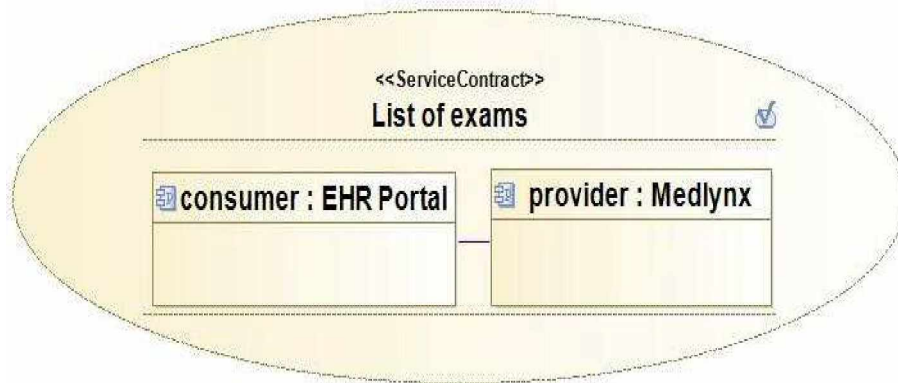 <<ServiceContract>>
List of exams
consumer : EHR Portal
provider : Medlynx